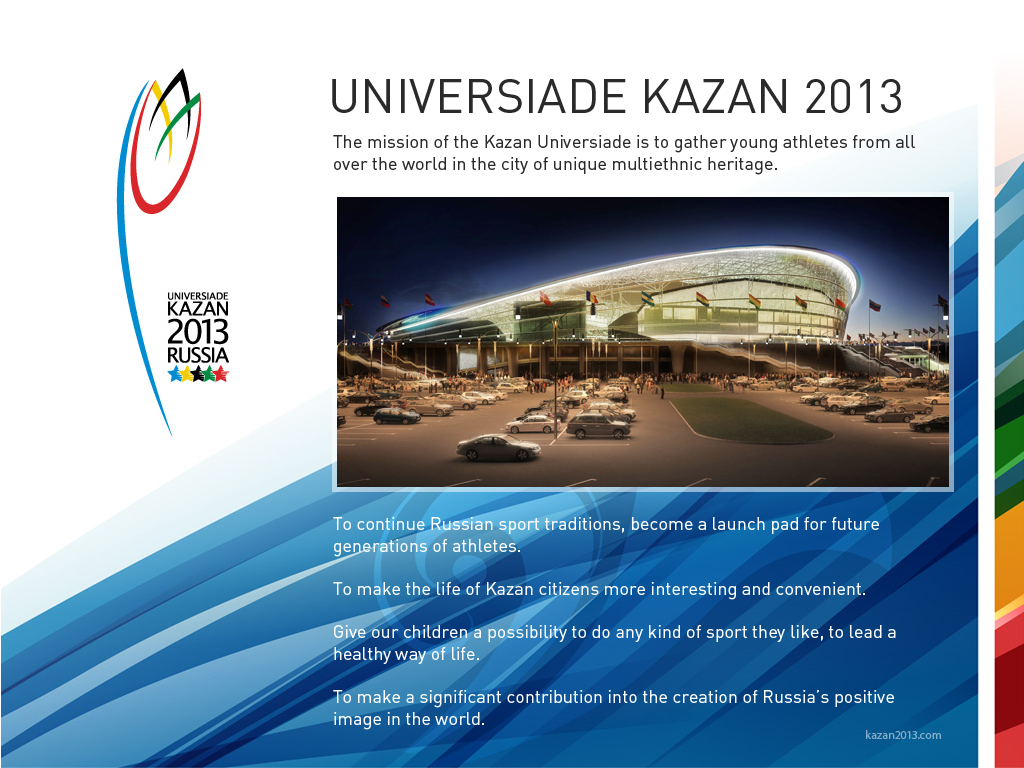 UNIVERSIADE KAZAN 2013
The mission of the Kazan Universiade is to gather young athletes from all
over the world in the city of unique multiethnic heritage.
UNIVERSIADE
KAZAN
2013
RUSSIA
To continue Russian sport traditions, become a launch pad for future
generations of athletes.
To make the life of Kazan citizens more interesting and convenient.
Give our children a possibility to do any kind of sport they like, to lead a
healthy way of life.
To make a significant contribution into the creation of Russia’s positive
image in the world.
kazan2013.com